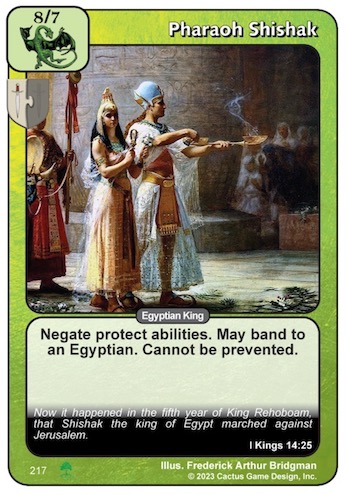 8/7
Pharaoh Shishak
Egyptian King
Negate protect abilities. May band to
an Egyptian. Cannot be prevented.
Now it happened in the fifth year of King Rehoboam,
that Shishak the king of Egypt marched against
Jerusalem.
I Kings 14:25
217
Illus. Frederick Arthur Bridgman
© 2023 Cactus Game Design, Inc.